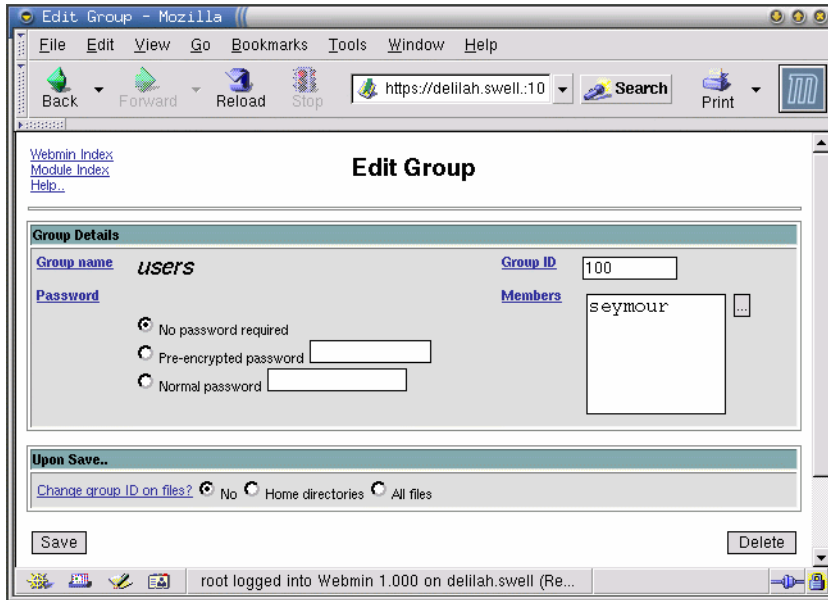 Edit Group - Mozilla
File Edit View Go Bookmarks Tools Window Help
Back Forward Reload Stop https://delilah.swell.:10 Search Print
Webmin Index
Module Index
Help..
Edit Group
Group Details
Group name users Group ID 100
Password Members seymour ...
No password required
Pre-encrypted password
Normal password
Upon Save..
Change group ID on files? No Home directories All files
Save Delete
root logged into Webmin 1.000 on delilah.swell (Re...